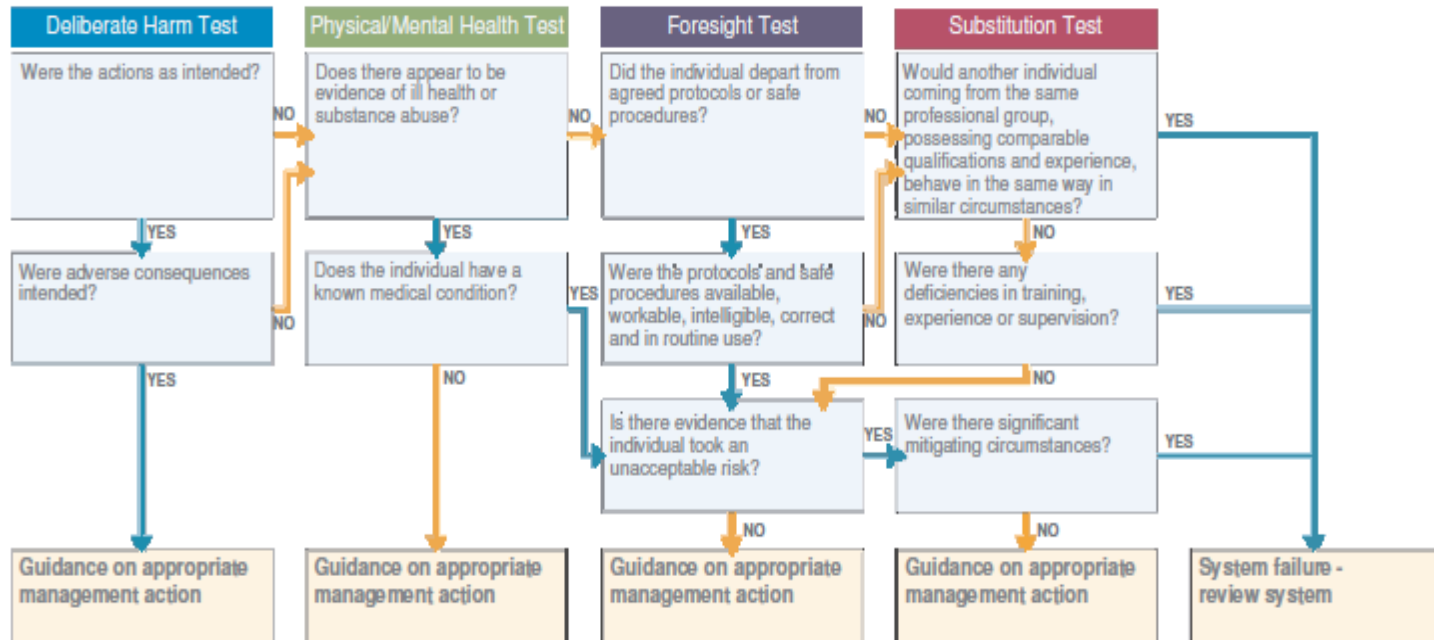 Deliberate Harm Test
Physical/Mental Health Test
Foresight Test
Substitution Test
Were the actions as intended?
Does there appear to be
evidence of ill health or
substance abuse?
Did the individual depart from
agreed protocols or safe
procedures?
Would another individual
coming from the same
professional group,
possessing comparable
qualifications and experience,
behave in the same way in
similar circumstances?
NO
NO
NO
YES
YES
YES
YES
NO
Were adverse consequences
intended?
Does the individual have a
known medical condition?
Were the protocols and safe
procedures available,
workable, intelligible, correct
and in routine use?
Were there any
deficiencies in training,
experience or supervision?
NO
YES
NO
YES
YES
NO
YES
NO
Is there evidence that the
individual took an
unacceptable risk?
YES
Were there significant
mitigating circumstances?
YES
NO
NO
Guidance on appropriate
management action
Guidance on appropriate
management action
Guidance on appropriate
management action
Guidance on appropriate
management action
System failure -
review system